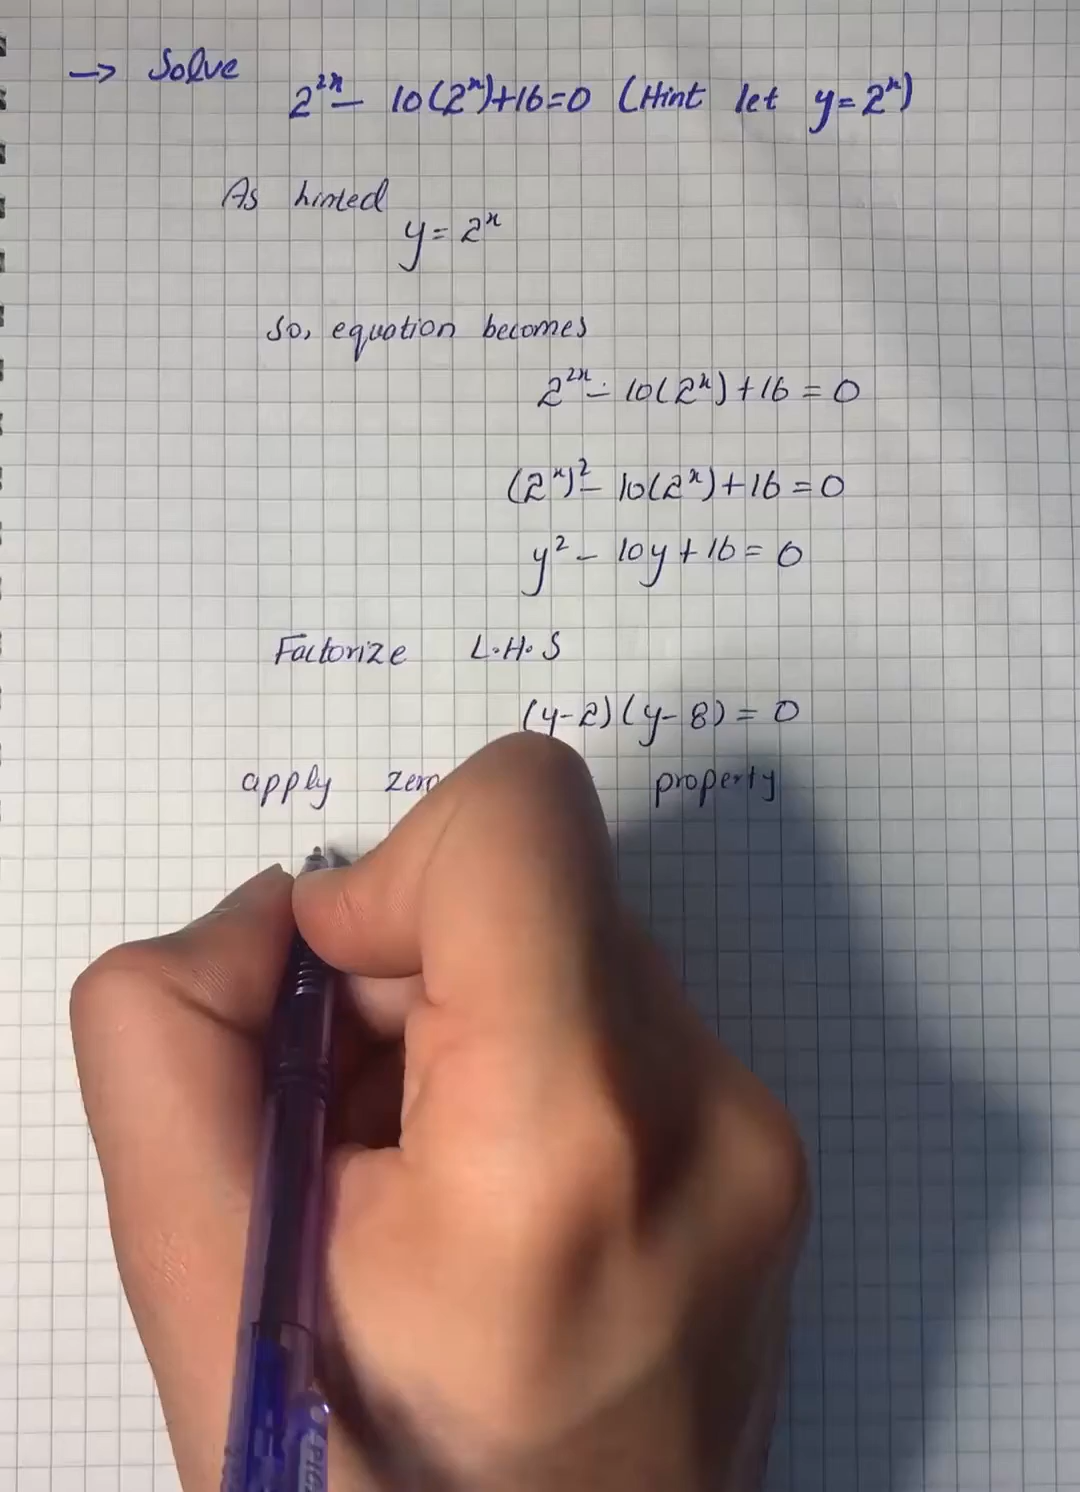 → Solve
2^{2x} - 10(2^x)+16=0 (Hint let y=2^x)
As hinted
y = 2^x
So, equation becomes
2^{2x} - 10(2^x)+16 = 0
(2^x)^2 - 10(2^x)+16 = 0
y^2 - 10y+16 = 0
Factorize L.H.S
(y-2)(y-8) = 0
apply zero property